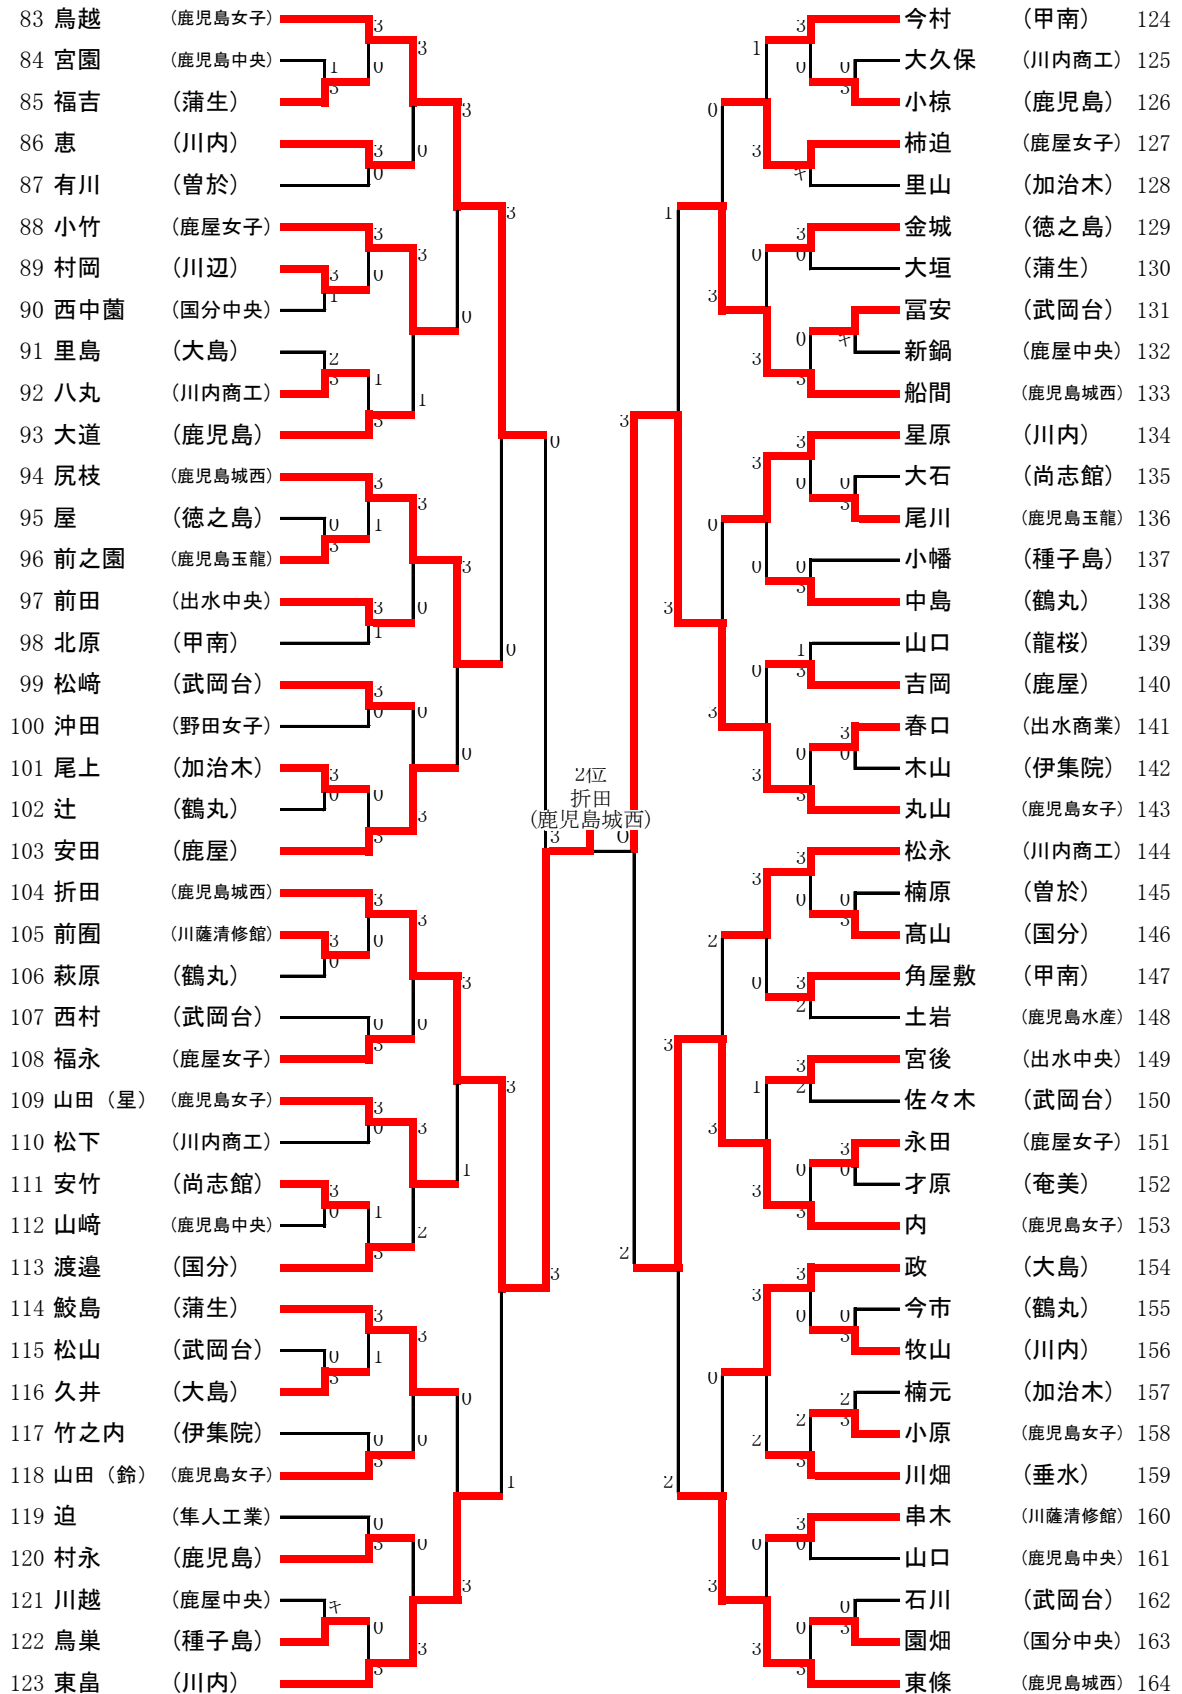 83 鳥越 (鹿児島女子)
84 宮園 (鹿児島中央)
85 福吉 (蒲生)
86 恵 (川内)
87 有川 (曽於)
88 小竹 (鹿屋女子)
89 村岡 (川辺)
90 西中薗 (国分中央)
91 里島 (大島)
92 八丸 (川内商工)
93 大道 (鹿児島)
94 尻枝 (鹿児島城西)
95 屋 (徳之島)
96 前之園 (鹿児島玉龍)
97 前田 (出水中央)
98 北原 (甲南)
99 松﨑 (武岡台)
100 沖田 (野田女子)
101 尾上 (加治木)
102 辻 (鶴丸)
103 安田 (鹿屋)
104 折田 (鹿児島城西)
105 前囿 (川薩清修館)
106 萩原 (鶴丸)
107 西村 (武岡台)
108 福永 (鹿屋女子)
109 山田（星） (鹿児島女子)
110 松下 (川内商工)
111 安竹 (尚志館)
112 山﨑 (鹿児島中央)
113 渡邉 (国分)
114 鮫島 (蒲生)
115 松山 (武岡台)
116 久井 (大島)
117 竹之内 (伊集院)
118 山田（鈴） (鹿児島女子)
119 迫 (隼人工業)
120 村永 (鹿児島)
121 川越 (鹿屋中央)
122 鳥巣 (種子島)
123 東畠 (川内)
2位
折田
(鹿児島城西)
今村 (甲南) 124
大久保 (川内商工) 125
小椋 (鹿児島) 126
柿迫 (鹿屋女子) 127
里山 (加治木) 128
金城 (徳之島) 129
大垣 (蒲生) 130
冨安 (武岡台) 131
新鍋 (鹿屋中央) 132
船間 (鹿児島城西) 133
星原 (川内) 134
大石 (尚志館) 135
尾川 (鹿児島玉龍) 136
小幡 (種子島) 137
中島 (鶴丸) 138
山口 (龍桜) 139
吉岡 (鹿屋) 140
春口 (出水商業) 141
木山 (伊集院) 142
丸山 (鹿児島女子) 143
松永 (川内商工) 144
楠原 (曽於) 145
髙山 (国分) 146
角屋敷 (甲南) 147
土岩 (鹿児島水産) 148
宮後 (出水中央) 149
佐々木 (武岡台) 150
永田 (鹿屋女子) 151
才原 (奄美) 152
内 (鹿児島女子) 153
政 (大島) 154
今市 (鶴丸) 155
牧山 (川内) 156
楠元 (加治木) 157
小原 (鹿児島女子) 158
川畑 (垂水) 159
串木 (川薩清修館) 160
山口 (鹿児島中央) 161
石川 (武岡台) 162
園畑 (国分中央) 163
東條 (鹿児島城西) 164